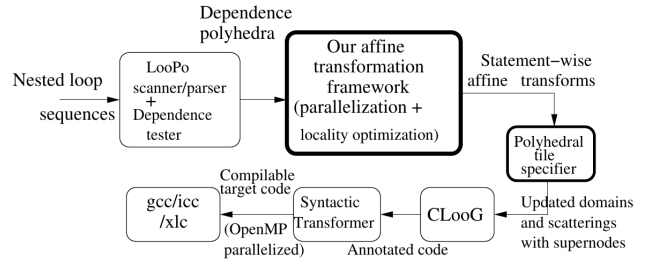 Dependence
polyhedra
Nested loop
sequences
LooPo
scanner/parser
+
Dependence
tester
Our affine
transformation
framework
(parallelization +
locality optimization)
Statement−wise
affine transforms
Polyhedral
tile
specifier
Updated domains
and scatterings
with supernodes
CLooG
Annotated code
Syntactic
Transformer
Compilable
target code
(OpenMP
parallelized)
gcc/icc
/xlc